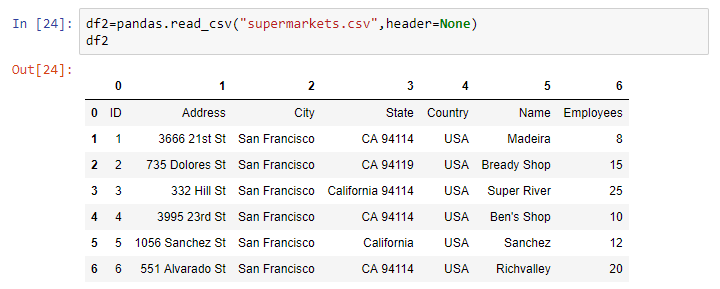 In [24]: df2=pandas.read_csv("supermarkets.csv",header=None)
df2
Out[24]:
0 1 2 3 4 5 6
0 ID Address City State Country Name Employees
1 1 3666 21st St San Francisco CA 94114 USA Madeira 8
2 2 735 Dolores St San Francisco CA 94119 USA Bready Shop 15
3 3 332 Hill St San Francisco California 94114 USA Super River 25
4 4 3995 23rd St San Francisco CA 94114 USA Ben's Shop 10
5 5 1056 Sanchez St San Francisco California USA Sanchez 12
6 6 551 Alvarado St San Francisco CA 94114 USA Richvalley 20